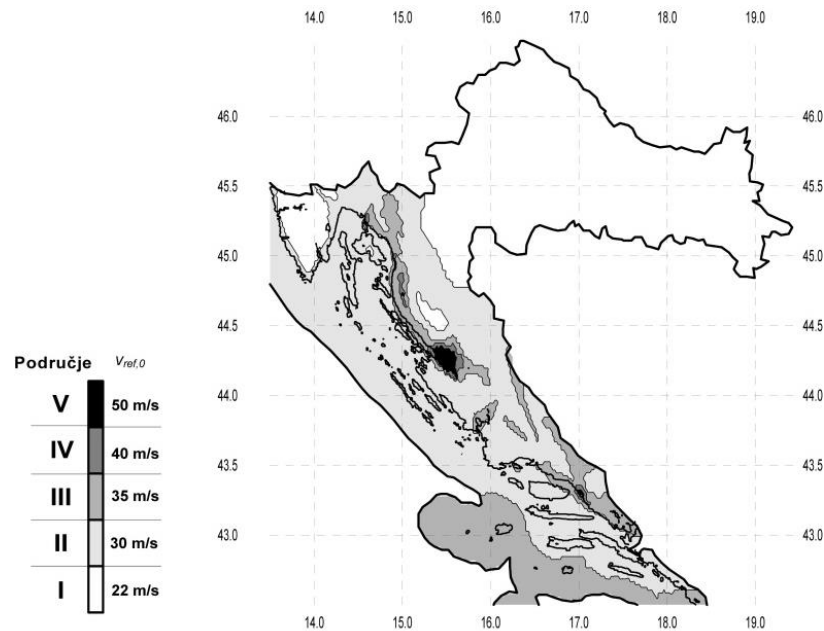 14.0 15.0 16.0 17.0 18.0 19.0
46.0 46.0
45.5 45.5
45.0 45.0
44.5 44.5
44.0 44.0
43.5 43.5
43.0 43.0
14.0 15.0 16.0 17.0 18.0 19.0
Područje Vref,0
V 50 m/s
IV 40 m/s
III 35 m/s
II 30 m/s
I 22 m/s